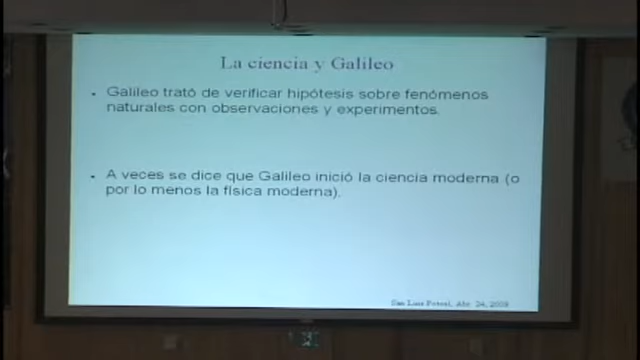 La ciencia y Galileo
• Galileo trató de verificar hipótesis sobre fenómenos
naturales con observaciones y experimentos.
• A veces se dice que Galileo inició la ciencia moderna (o
por lo menos la física moderna).
San Luis Potosí, Abr. 24, 2009